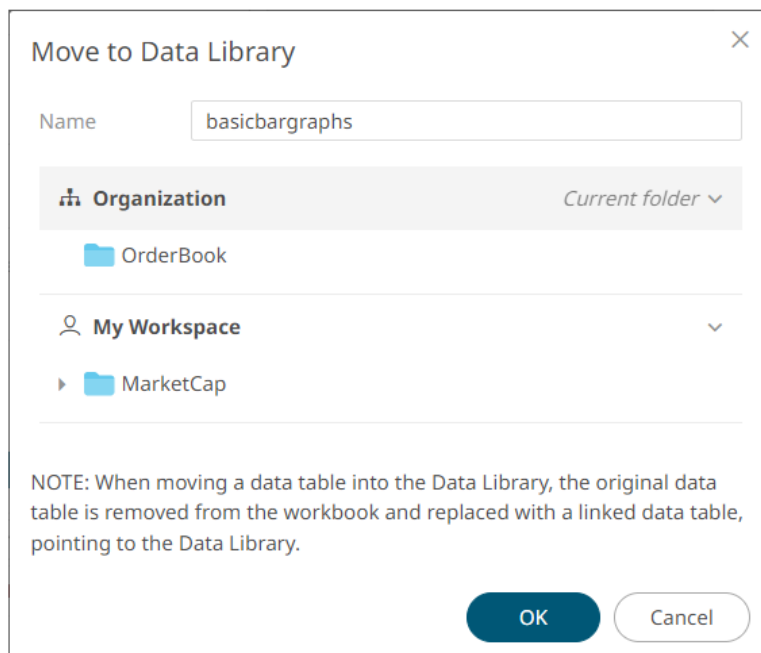 Move to Data Library
Name basicbargraphs
Organization Current folder
OrderBook
My Workspace
MarketCap
NOTE: When moving a data table into the Data Library, the original data
table is removed from the workbook and replaced with a linked data table,
pointing to the Data Library.
OK Cancel